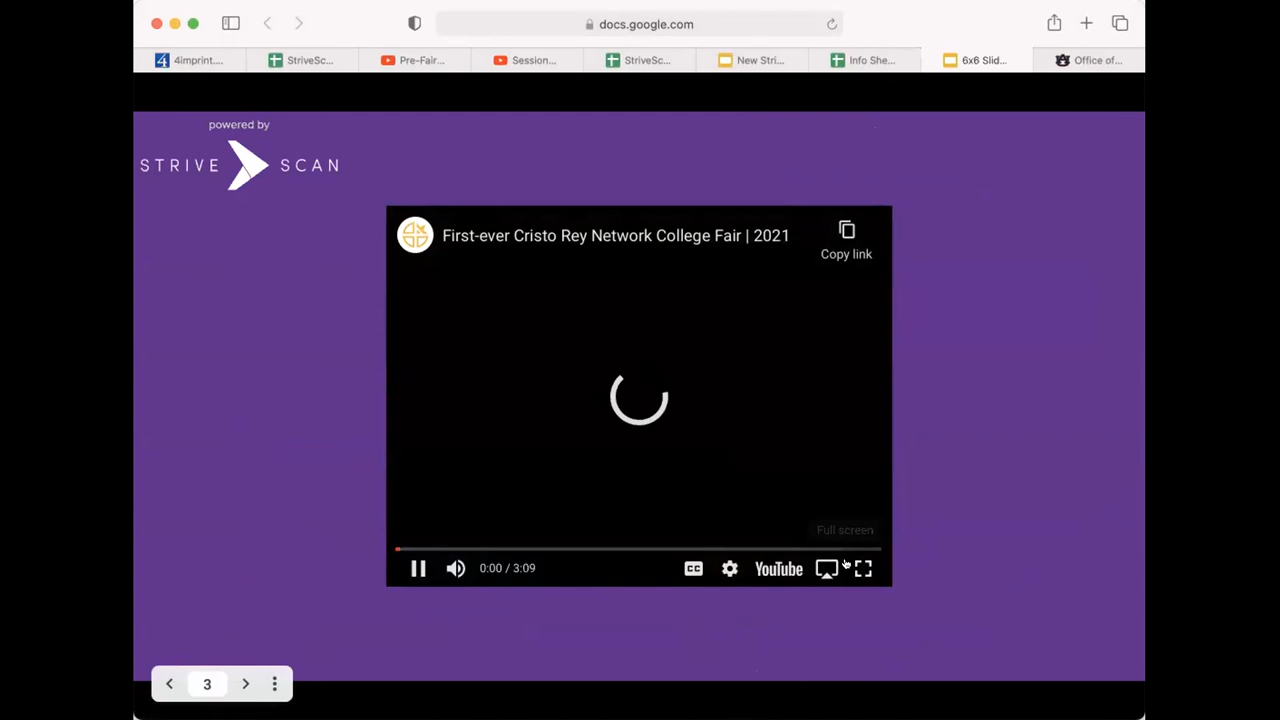 docs.google.com
4imprint....
StriveSc...
Pre-Fair...
Session...
StriveSc...
New Stri...
Info She...
6x6 Slid...
Office of...
powered by
STRIVE SCAN
First-ever Cristo Rey Network College Fair | 2021
Copy link
Full screen
0:00 / 3:09
CC
YouTube
3